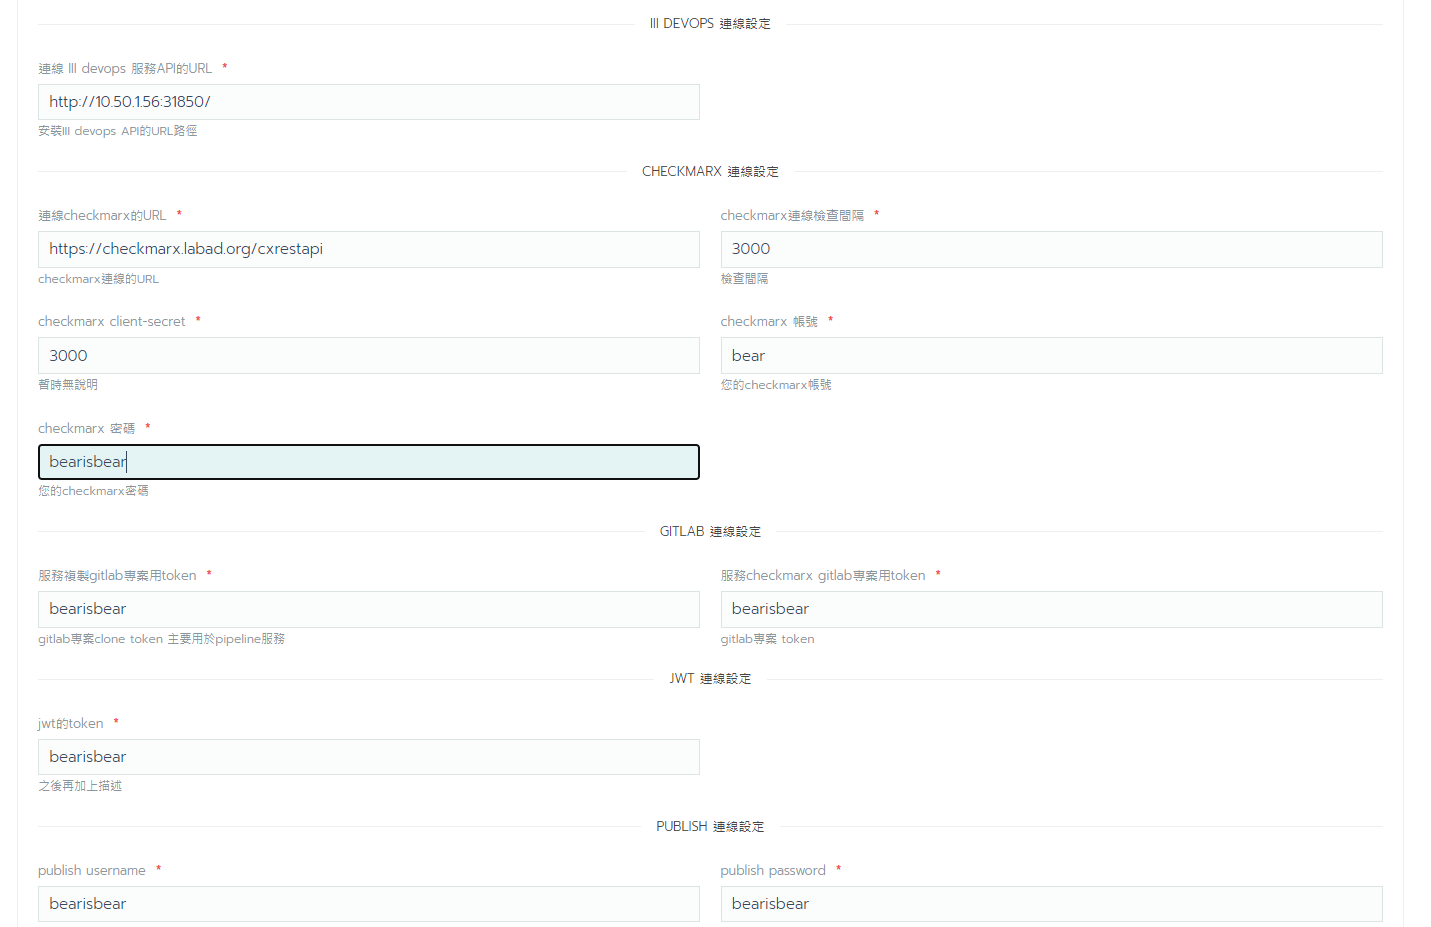 III DEVOPS 連線設定
連線 III devops 服務API的URL *
http://10.50.1.56:31850/
安裝III devops API的URL路徑
CHECKMARX 連線設定
連線checkmarx的URL *
https://checkmarx.labad.org/cxrestapi
checkmarx連線的URL
checkmarx連線檢查間隔 *
3000
檢查間隔
checkmarx client-secret *
3000
暫時無說明
checkmarx 帳號 *
bear
您的checkmarx帳號
checkmarx 密碼 *
bearisbear
您的checkmarx密碼
GITLAB 連線設定
服務複製gitlab專案用token *
bearisbear
gitlab專案clone token 主要用於pipeline服務
服務checkmarx gitlab專案用token *
bearisbear
gitlab專案 token
JWT 連線設定
jwt的token *
bearisbear
之後再加上描述
PUBLISH 連線設定
publish username *
bearisbear
publish password *
bearisbear